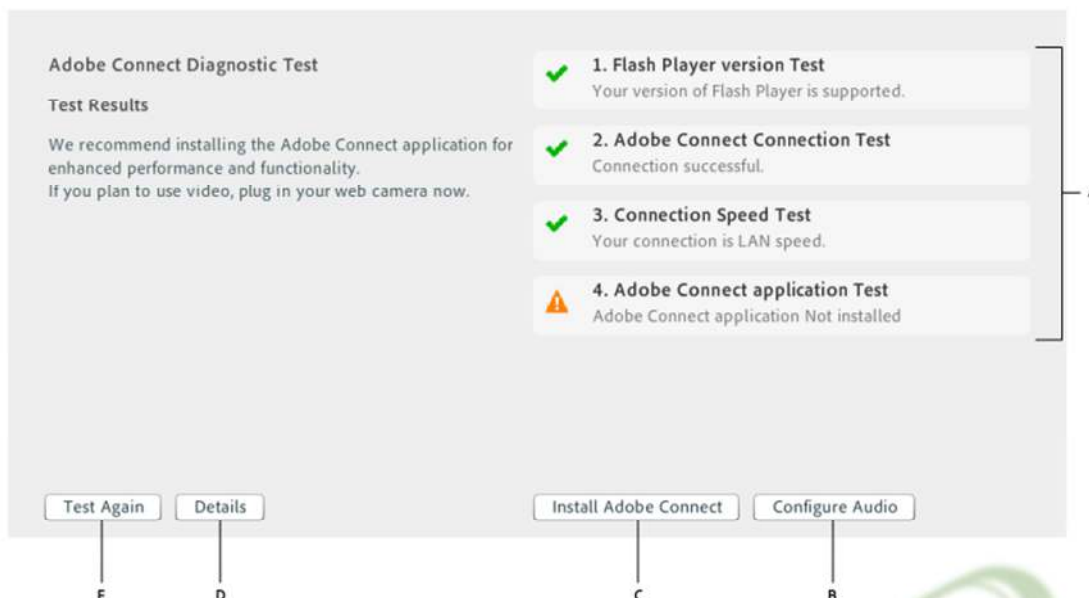 Adobe Connect Diagnostic Test
Test Results
We recommend installing the Adobe Connect application for
enhanced performance and functionality.
If you plan to use video, plug in your web camera now.
1. Flash Player version Test
Your version of Flash Player is supported.
2. Adobe Connect Connection Test
Connection successful.
3. Connection Speed Test
Your connection is LAN speed.
4. Adobe Connect application Test
Adobe Connect application Not installed
Test Again Details Install Adobe Connect Configure Audio
D C B